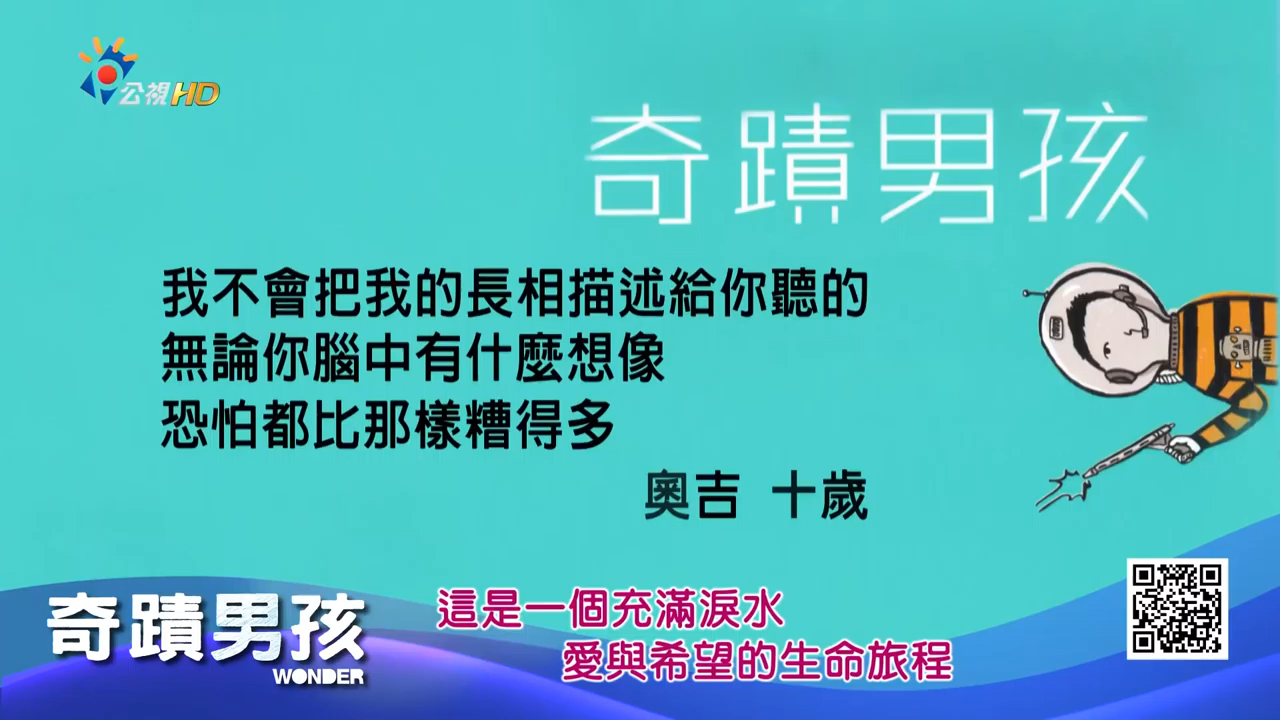 公視HD
奇蹟男孩
我不會把我的長相描述給你聽的
無論你腦中有什麼想像
恐怕都比那樣糟得多
奧吉 十歲
奇蹟男孩
WONDER
這是一個充滿淚水
愛與希望的生命旅程